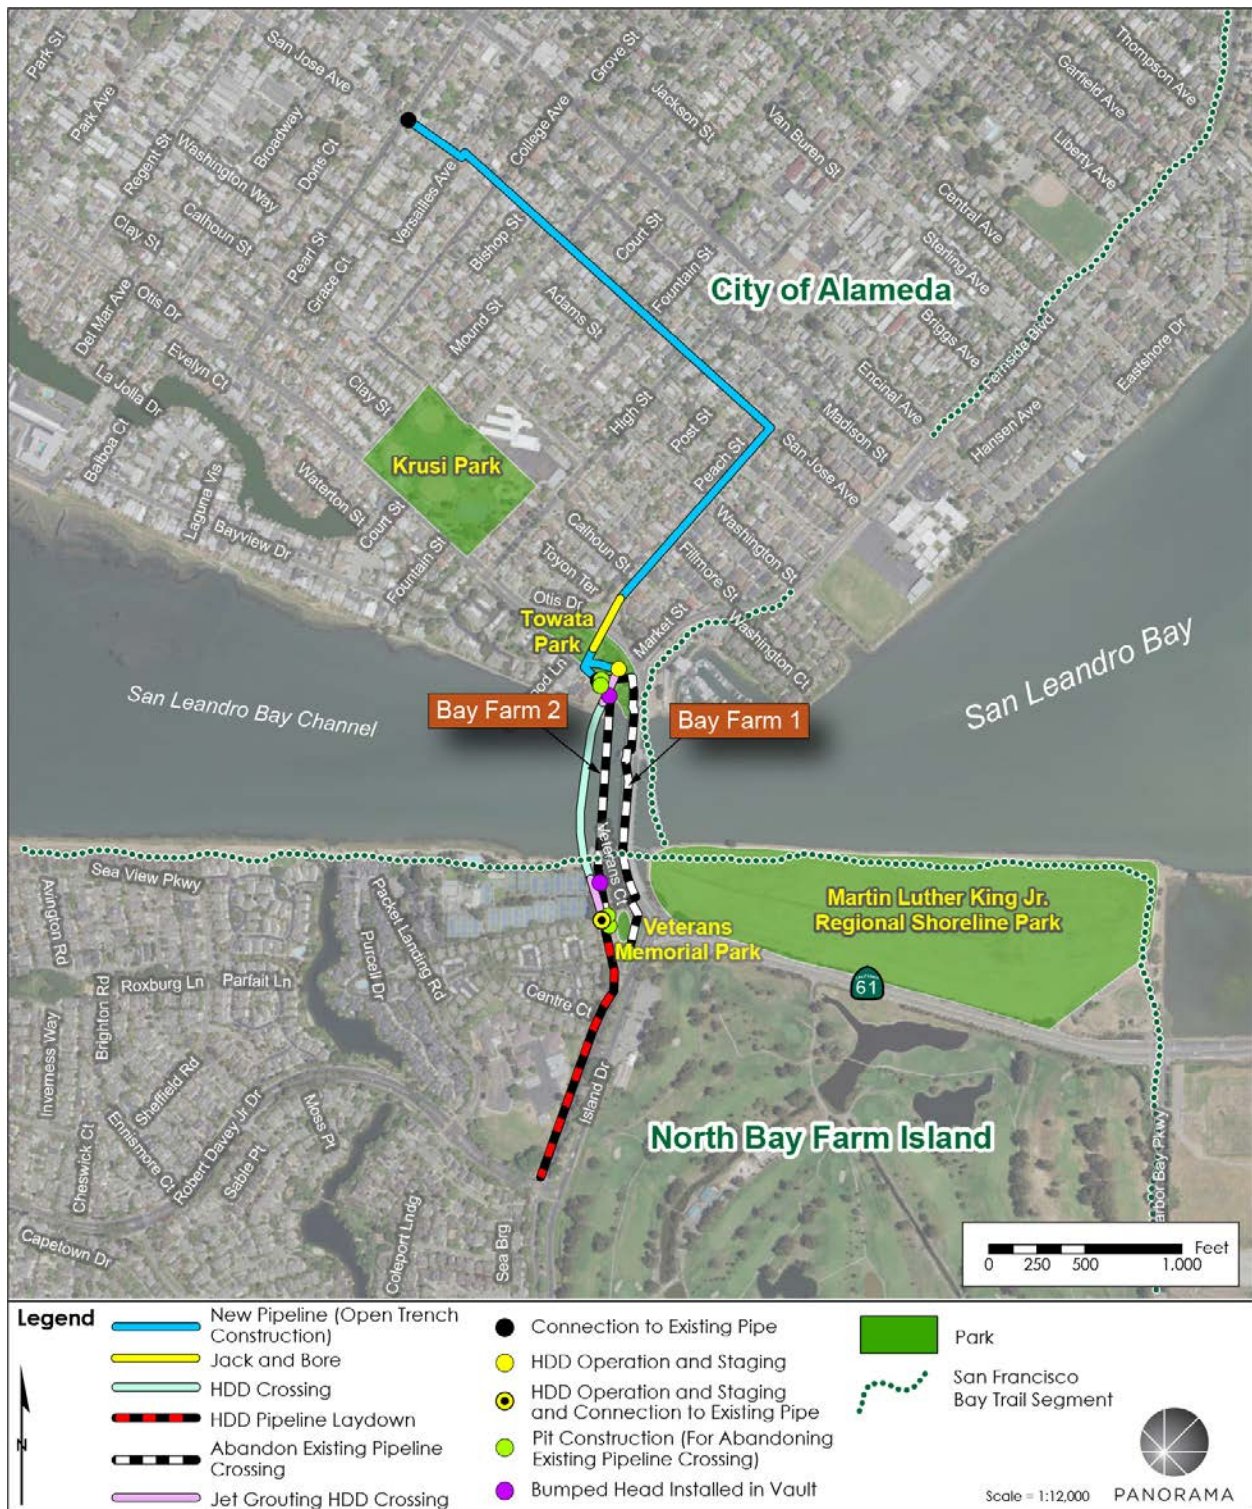 Park St
San Jose Ave
Grove St
Thompson Ave
Park Ave
Broadway
College Ave
Jackson St
Garfield Ave
Regent St
Washington Way
Doris Ct
Van Buren St
Liberty Ave
Clay St
Calhoun St
Pearl St
Versailles Ave
Bishop St
Court St
Central Ave
Grace Ct
Fountain St
Sterling Ave
City of Alameda
Del Mar Ave
Otis Dr
Mound St
Adams St
Briggs Ave
Fernside Blvd
Eastshore Dr
Evelyn Ct
La Jolla Dr
Clay St
Encinal Ave
Balboa Ct
High St
Post St
Madison St
Hansen Ave
Krusi Park
Peach St
San Jose Ave
Laguna Vis
Waterton St
Court St
Bayview Dr
Washington St
Fountain St
Calhoun St
Toyon Ter
Fillmore St
Otis Dr
Towata
Park
Market St
Washington Ct
San Leandro Bay
San Leandro Bay Channel
Bay Farm 2
Bay Farm 1
Veterans Ct
Sea View Pkwy
Avington Rd
Packet Landing Rd
Martin Luther King Jr.
Regional Shoreline Park
Veterans
Memorial Park
Purcell Dr
Roxburg Ln
Parfait Ln
61
Brighton Rd
Centre Ct
Inverness Way
Sheffield Rd
Island Dr
Moss Pt
Ennismore Ct
Robert Davey Jr Dr
North Bay Farm Island
Cheswick Ct
Sable Pt
arbor Bay Pkwy
Capetown Dr
Coleport Lndg
Sea Brg
Feet
0 250 500 1,000
Legend
New Pipeline (Open Trench
Construction)
Jack and Bore
HDD Crossing
HDD Pipeline Laydown
Abandon Existing Pipeline
Crossing
Jet Grouting HDD Crossing
N
Connection to Existing Pipe
HDD Operation and Staging
HDD Operation and Staging
and Connection to Existing Pipe
Pit Construction (For Abandoning
Existing Pipeline Crossing)
Bumped Head Installed in Vault
Park
San Francisco
Bay Trail Segment
Scale = 1:12,000
PANORAMA